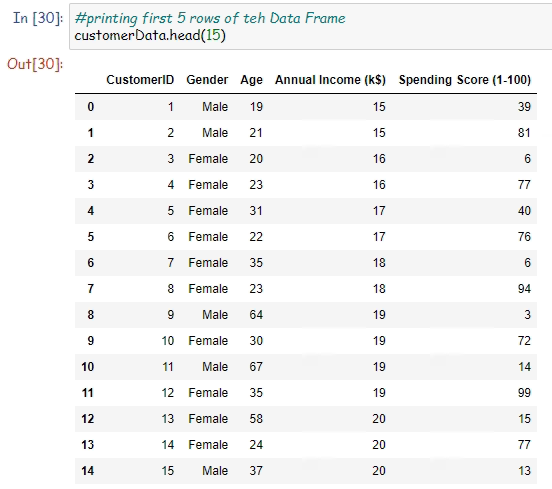 In [30]: #printing first 5 rows of teh Data Frame
customerData.head(15)
Out[30]:
CustomerID Gender Age Annual Income (k$) Spending Score (1-100)
0 1 Male 19 15 39
1 2 Male 21 15 81
2 3 Female 20 16 6
3 4 Female 23 16 77
4 5 Female 31 17 40
5 6 Female 22 17 76
6 7 Female 35 18 6
7 8 Female 23 18 94
8 9 Male 64 19 3
9 10 Female 30 19 72
10 11 Male 67 19 14
11 12 Female 35 19 99
12 13 Female 58 20 15
13 14 Female 24 20 77
14 15 Male 37 20 13